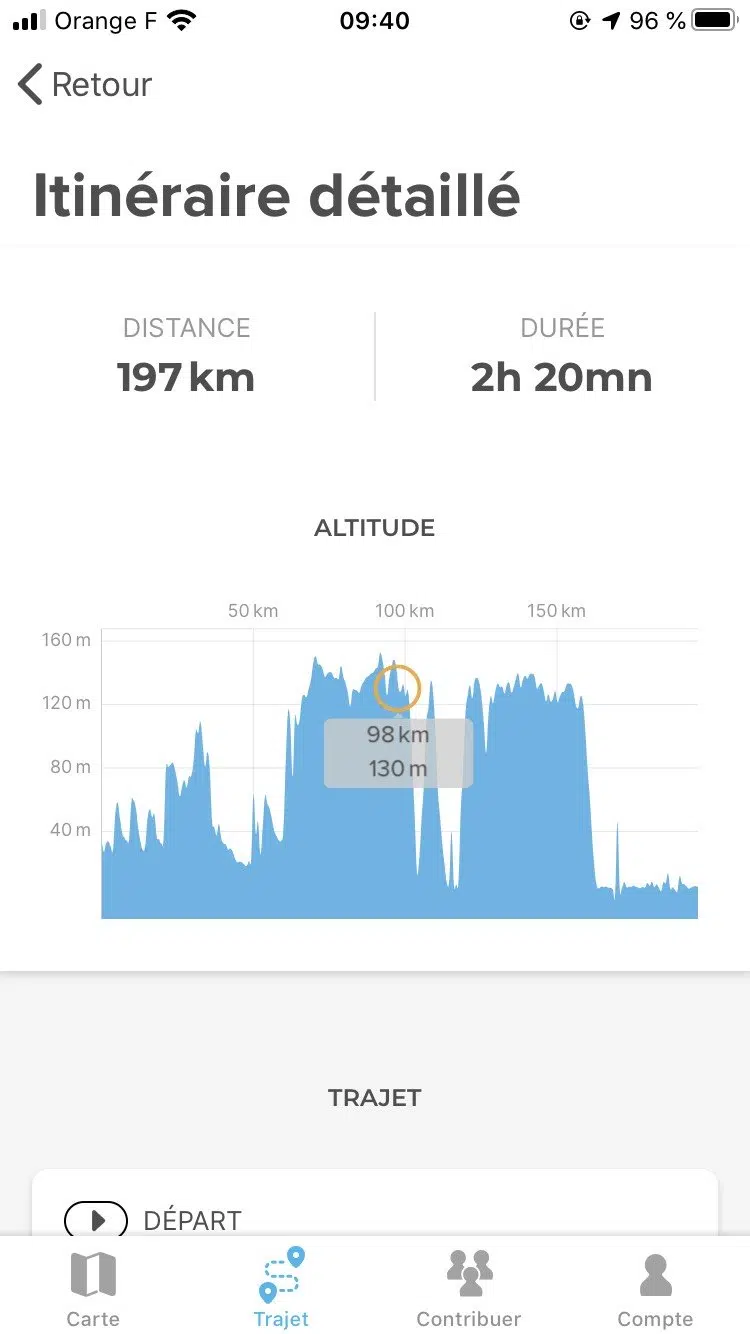 Orange F 09:40 96 %
Retour
Itinéraire détaillé
DISTANCE DURÉE
197 km 2h 20mn
ALTITUDE
50 km 100 km 150 km
160 m
120 m
98 km
80 m
130 m
40 m
TRAJET
DÉPART
Carte Trajet Contribuer Compte